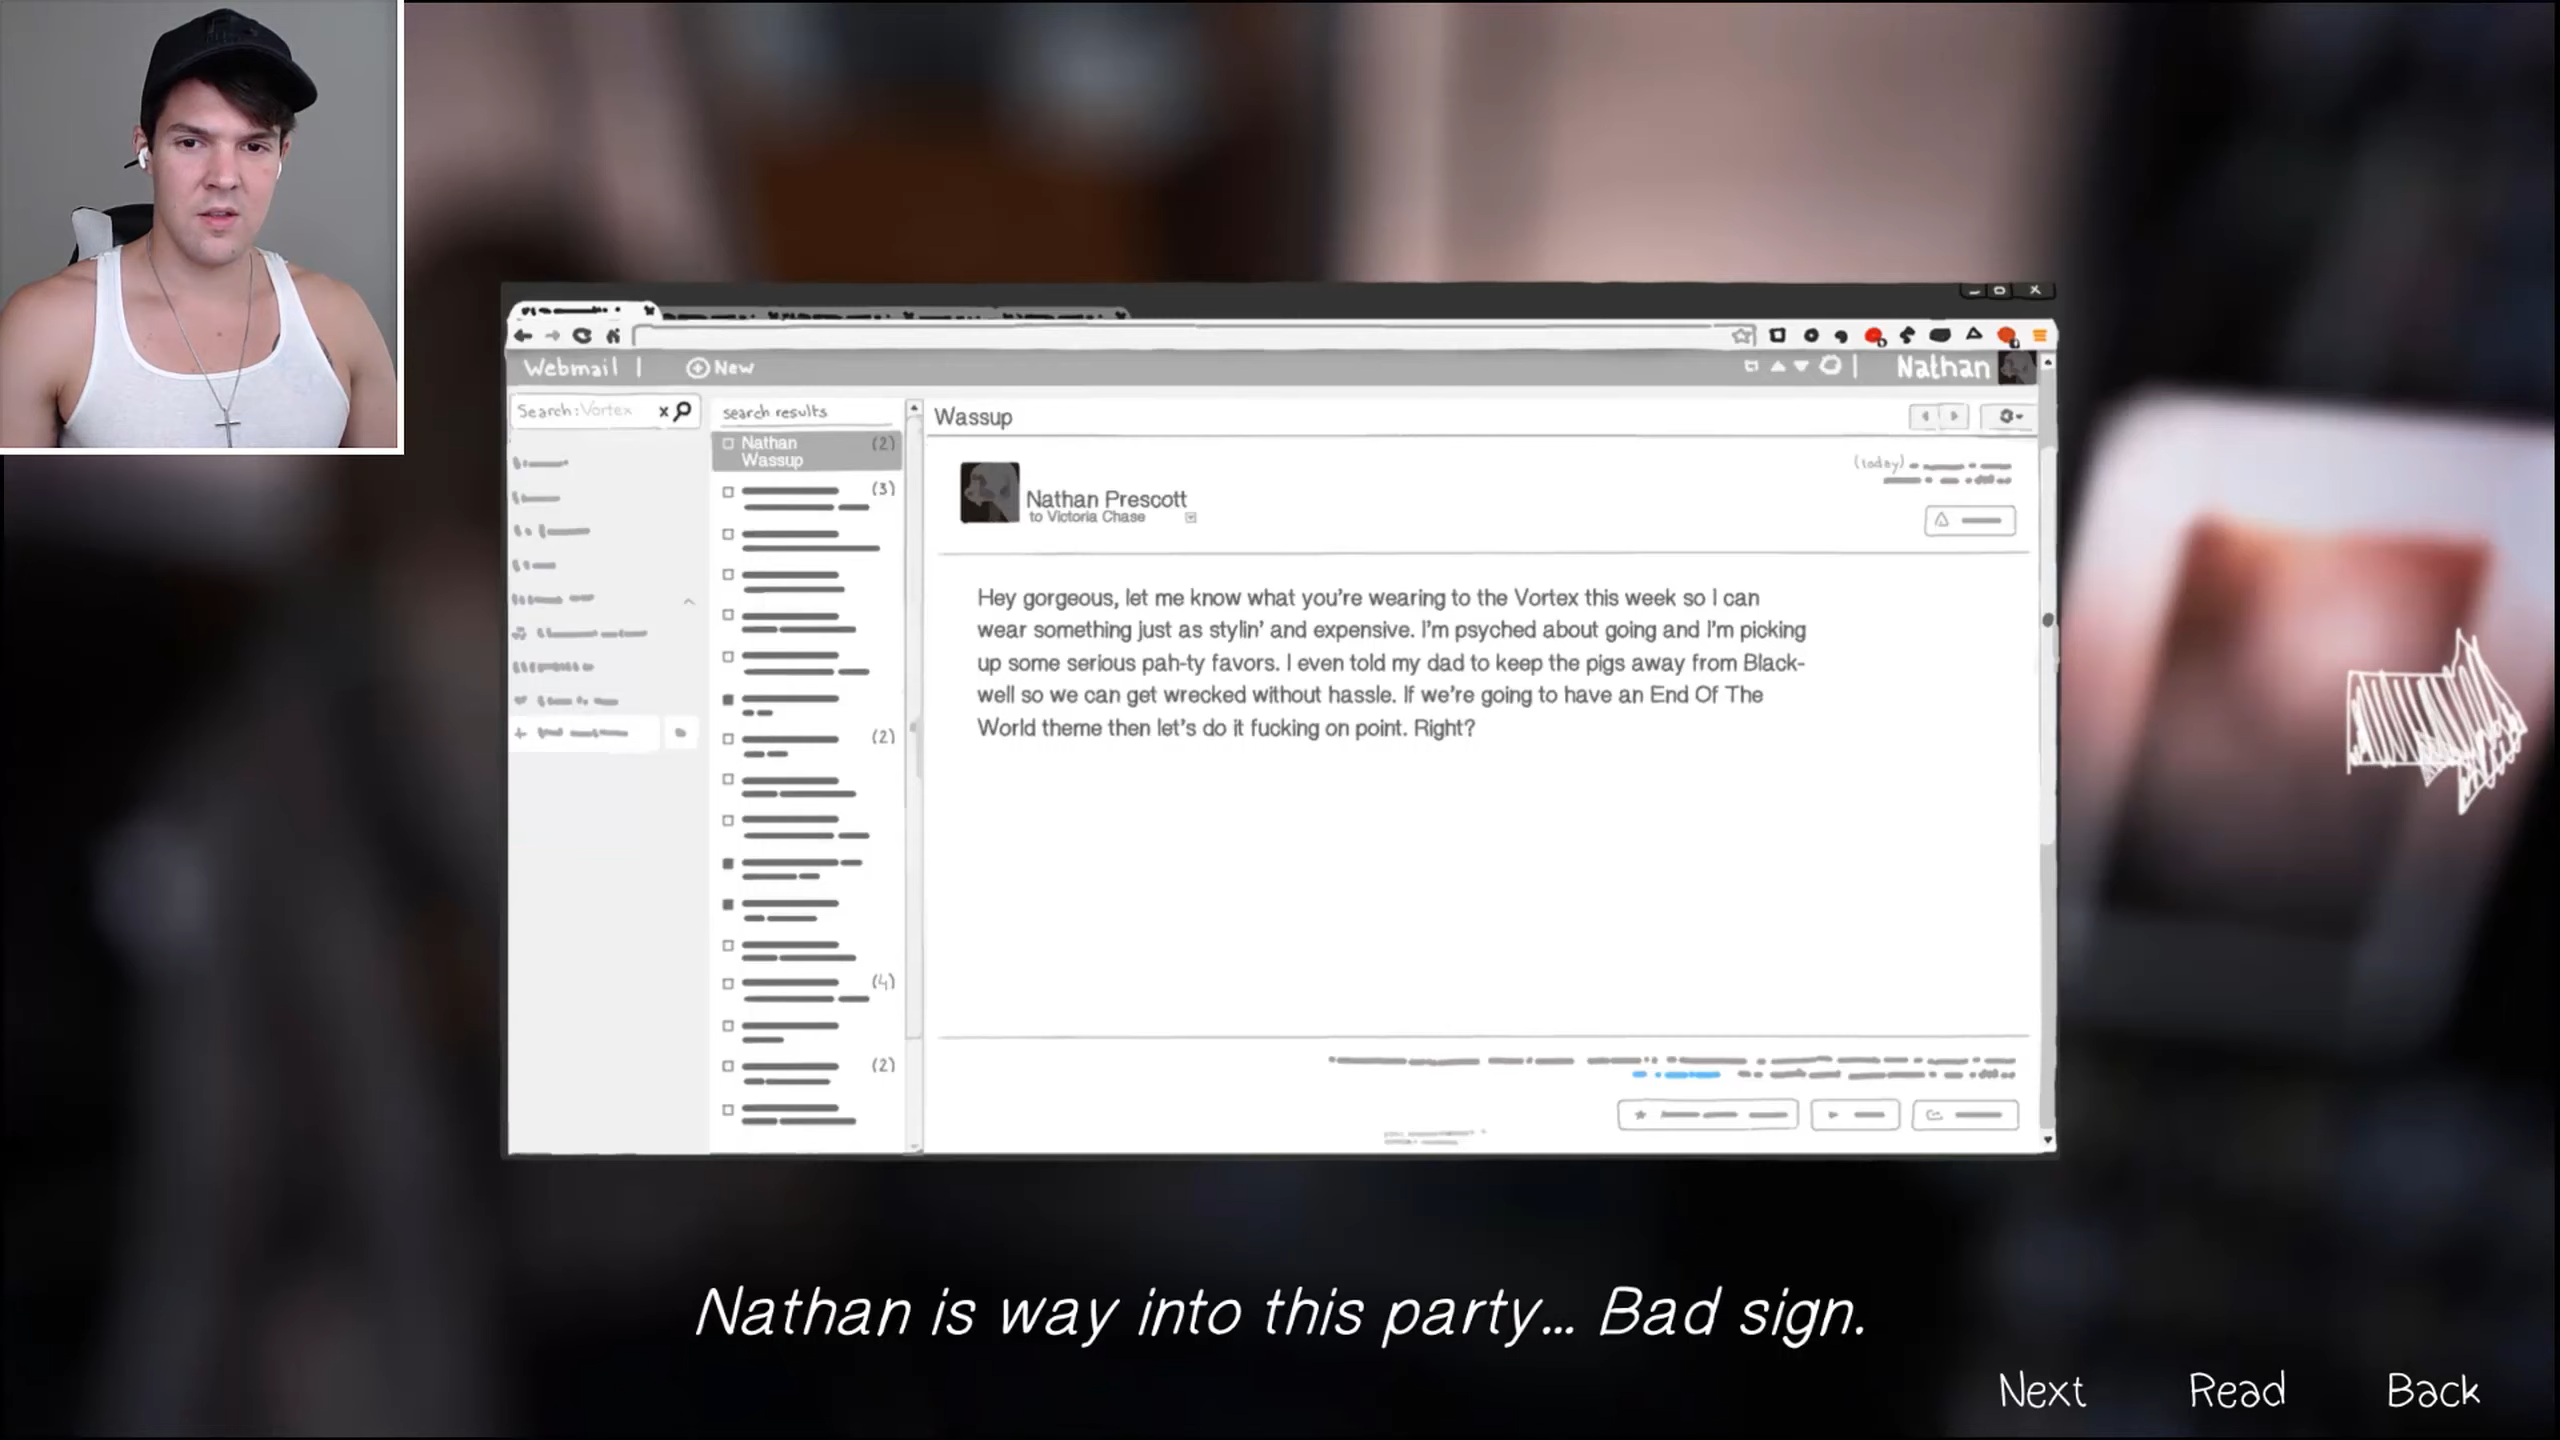 Webmail |
New
Nathan
Search: Vortex x
search results
Nathan (2)
Wassup
(3)
(2)
(4)
(2)
Wassup
(today)
Nathan Prescott
to Victoria Chase
Hey gorgeous, let me know what you're wearing to the Vortex this week so I can
wear something just as stylin' and expensive. I'm psyched about going and I'm picking
up some serious pah-ty favors. I even told my dad to keep the pigs away from Black-
well so we can get wrecked without hassle. If we're going to have an End Of The
World theme then let's do it fucking on point. Right?
Nathan is way into this party... Bad sign.
Next Read Back